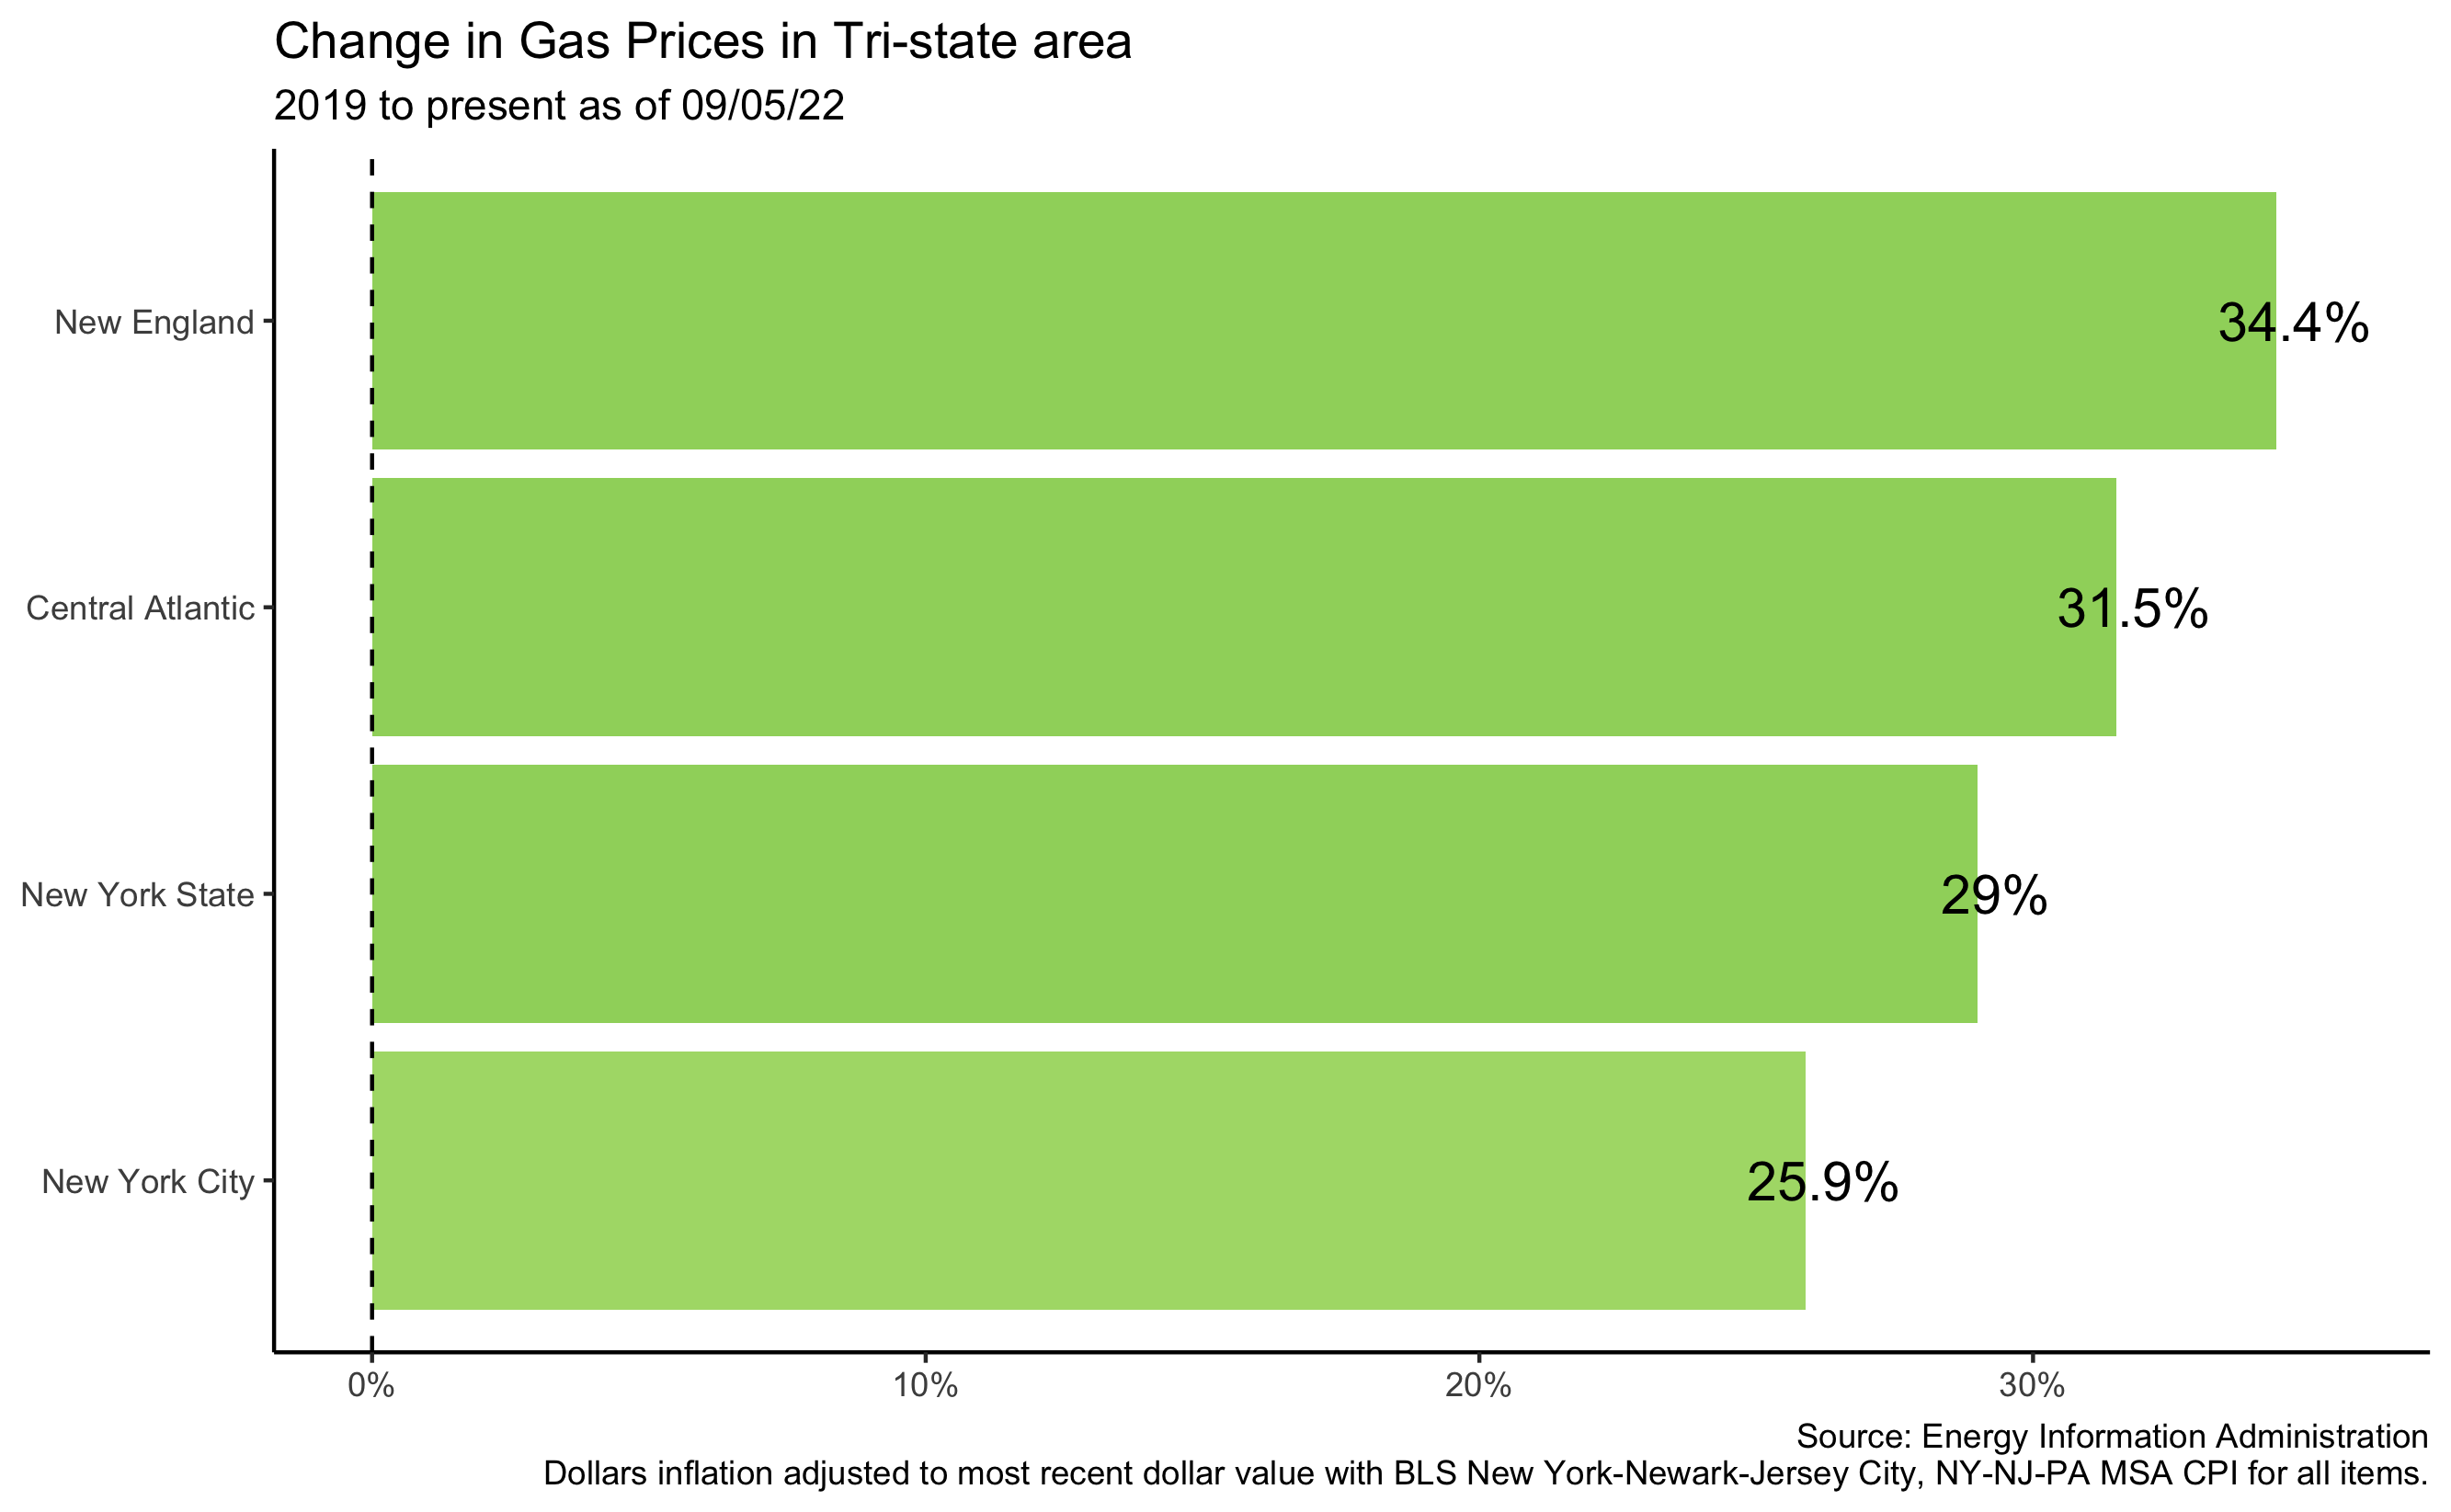 Change in Gas Prices in Tri-state area
2019 to present as of 09/05/22
New England
34.4%
Central Atlantic
31.5%
New York State
29%
New York City
25.9%
0%
10%
20%
30%
Source: Energy Information Administration
Dollars inflation adjusted to most recent dollar value with BLS New York-Newark-Jersey City, NY-NJ-PA MSA CPI for all items.